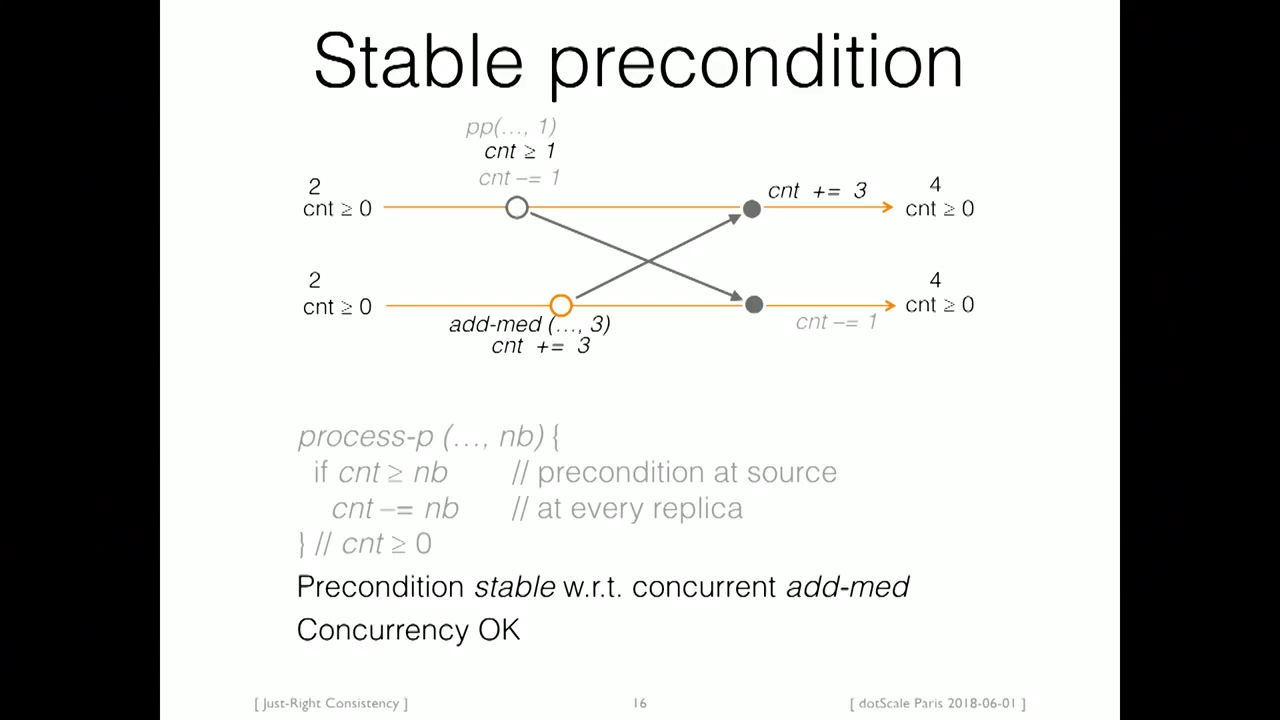 Stable precondition
pp(…, 1)
cnt ≥ 1
cnt –= 1
2
cnt ≥ 0
cnt += 3
4
cnt ≥ 0
2
cnt ≥ 0
add-med (…, 3)
cnt += 3
4
cnt ≥ 0
cnt –= 1
process-p (…, nb) {
if cnt ≥ nb // precondition at source
cnt –= nb // at every replica
} // cnt ≥ 0
Precondition stable w.r.t. concurrent add-med
Concurrency OK
[ Just-Right Consistency ] 16 [ dotScale Paris 2018-06-01 ]